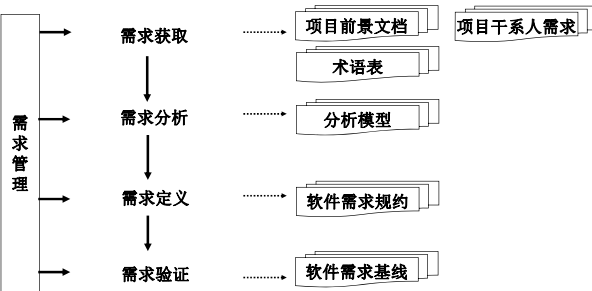 需求管理
需求获取
项目前景文档
项目干系人需求
术语表
需求分析
分析模型
需求定义
软件需求规约
需求验证
软件需求基线